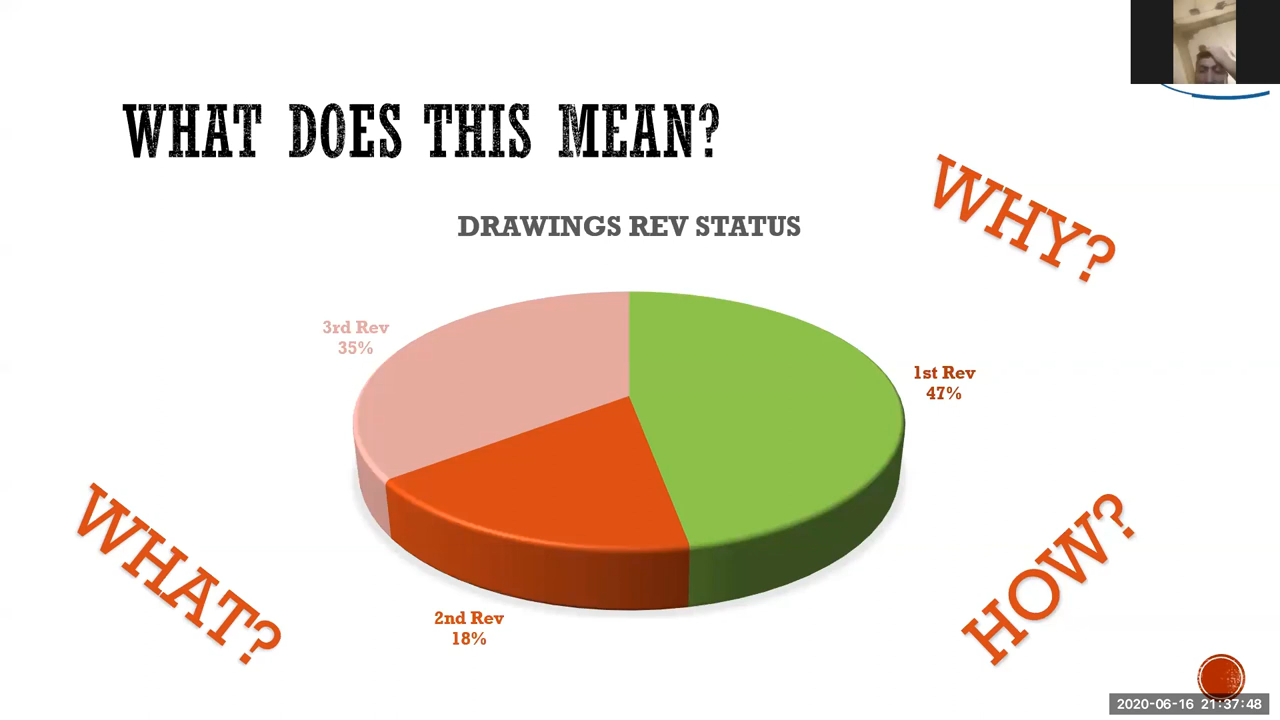 WHAT DOES THIS MEAN?
WHY?
DRAWINGS REV STATUS
3rd Rev
35%
1st Rev
47%
WHAT?
HOW?
2nd Rev
18%
2020-06-16 21:37:48